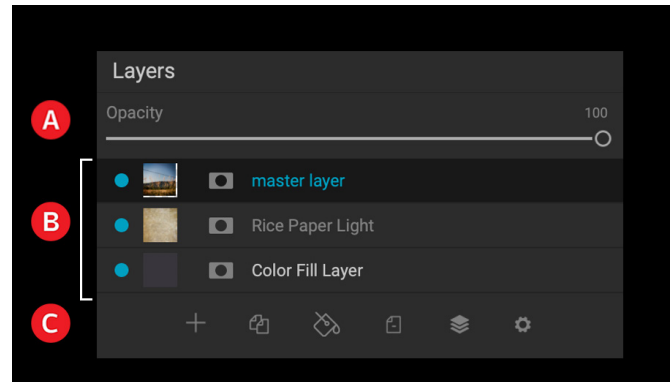 Layers
A
Opacity 100
master layer
B
Rice Paper Light
Color Fill Layer
C